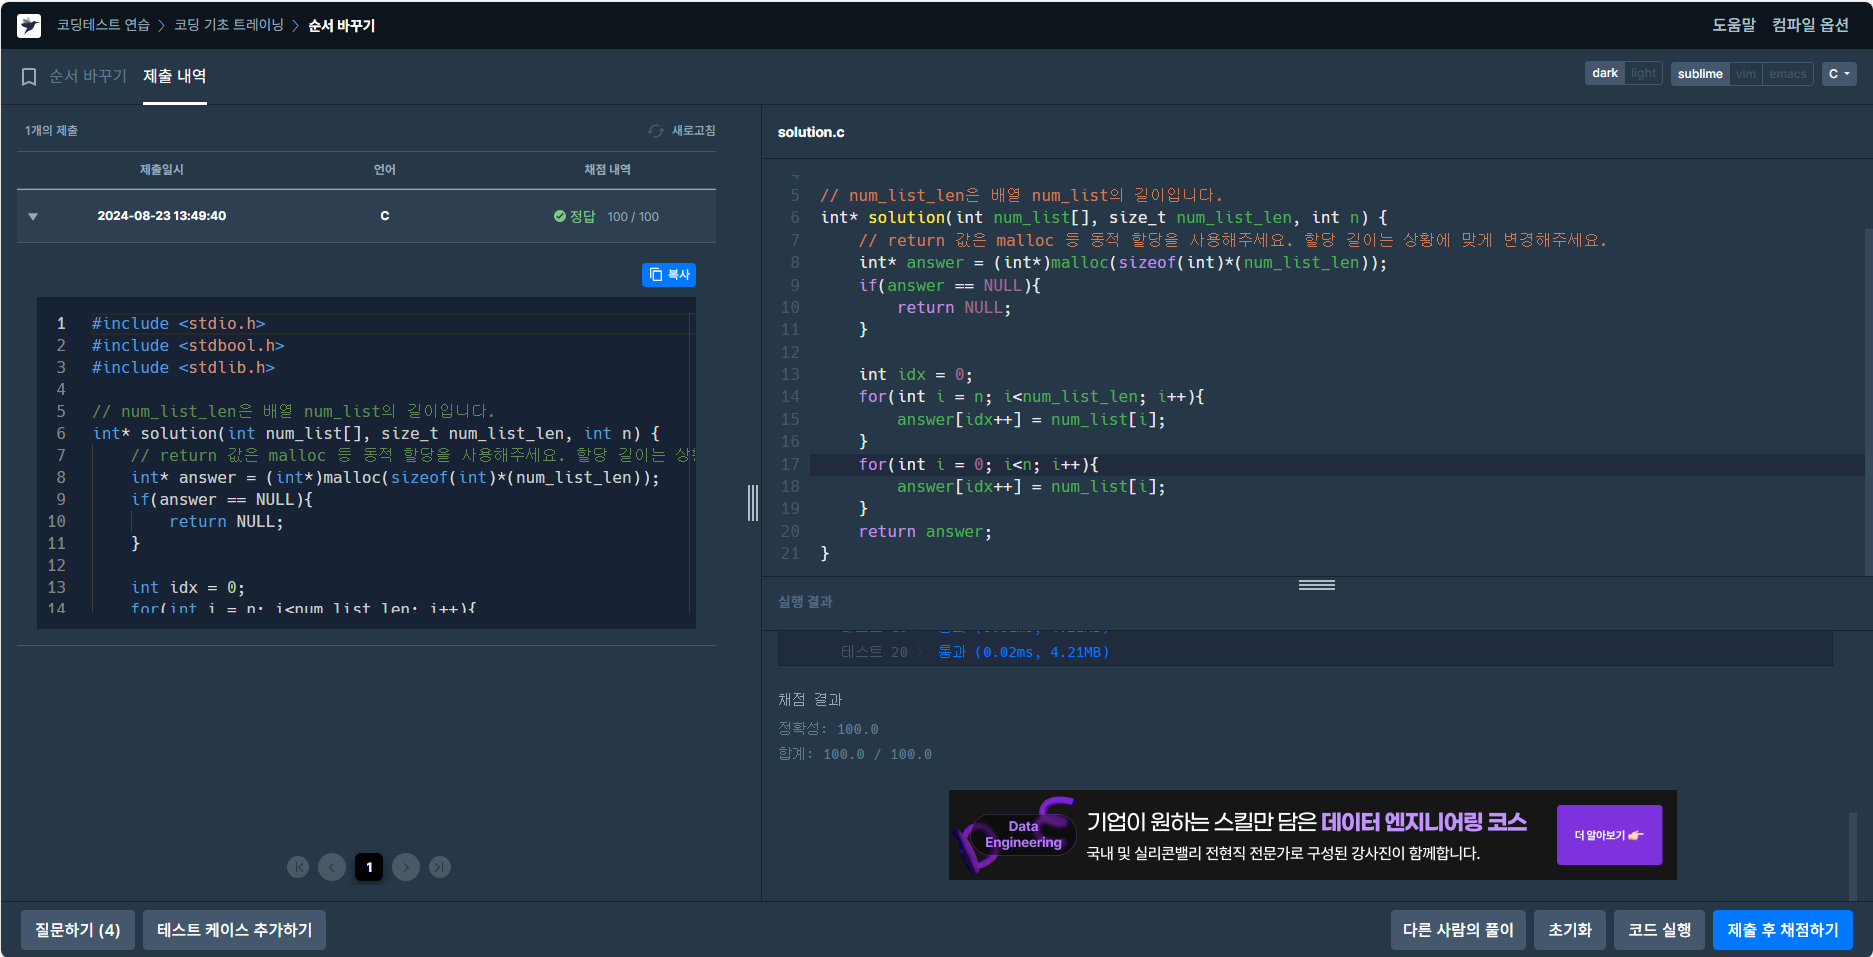 코딩테스트 연습 > 코딩 기초 트레이닝 > 순서 바꾸기
도움말 컴파일 옵션
순서 바꾸기 제출 내역
dark light sublime vim emacs C
1개의 제출
새로고침
제출일시 언어 채점 내역
2024-08-23 13:49:40 C 정답 100 / 100
복사
1 #include <stdio.h>
2 #include <stdbool.h>
3 #include <stdlib.h>
4
5 // num_list_len은 배열 num_list의 길이입니다.
6 int* solution(int num_list[], size_t num_list_len, int n) {
7 // return 값은 malloc 등 동적 할당을 사용해주세요. 할당 길이는
8 int* answer = (int*)malloc(sizeof(int)*(num_list_len));
9 if(answer == NULL){
10 return NULL;
11 }
12
13 int idx = 0;
14 for(int i = n; i<num_list_len; i++){
1
solution.c
4
5 // num_list_len은 배열 num_list의 길이입니다.
6 int* solution(int num_list[], size_t num_list_len, int n) {
7 // return 값은 malloc 등 동적 할당을 사용해주세요. 할당 길이는 상황에 맞게 변경해주세요.
8 int* answer = (int*)malloc(sizeof(int)*(num_list_len));
9 if(answer == NULL){
10 return NULL;
11 }
12
13 int idx = 0;
14 for(int i = n; i<num_list_len; i++){
15 answer[idx++] = num_list[i];
16 }
17 for(int i = 0; i<n; i++){
18 answer[idx++] = num_list[i];
19 }
20 return answer;
21 }
실행 결과
테스트 20 > 통과 (0.02ms, 4.21MB)
채점 결과
정확성: 100.0
합계: 100.0 / 100.0
Data
Engineering
기업이 원하는 스킬만 담은 데이터 엔지니어링 코스
국내 및 실리콘밸리 전현직 전문가로 구성된 강사진이 함께합니다.
더 알아보기
질문하기 (4) 테스트 케이스 추가하기
다른 사람의 풀이 초기화 코드 실행 제출 후 채점하기